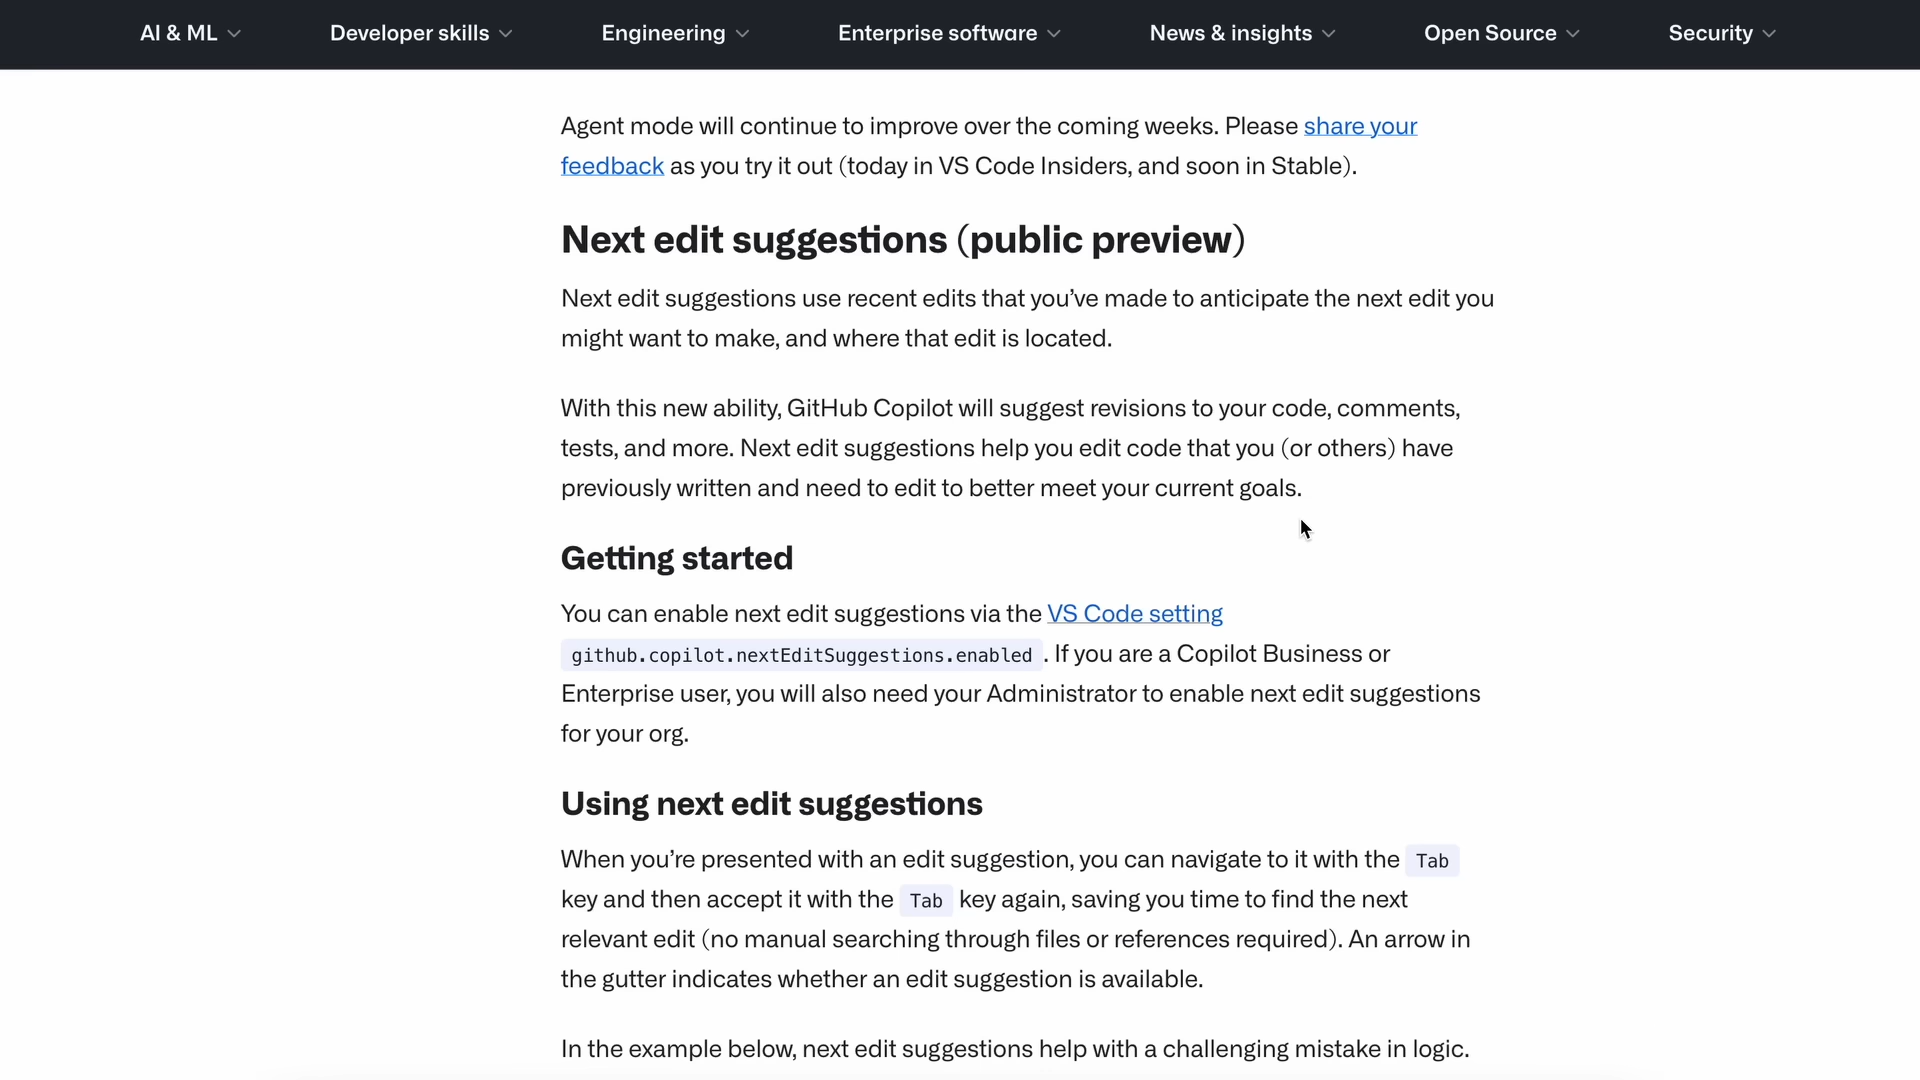 AI & ML
Developer skills
Engineering
Enterprise software
News & insights
Open Source
Security
Agent mode will continue to improve over the coming weeks. Please share your
feedback as you try it out (today in VS Code Insiders, and soon in Stable).
Next edit suggestions (public preview)
Next edit suggestions use recent edits that you’ve made to anticipate the next edit you
might want to make, and where that edit is located.
With this new ability, GitHub Copilot will suggest revisions to your code, comments,
tests, and more. Next edit suggestions help you edit code that you (or others) have
previously written and need to edit to better meet your current goals.
Getting started
You can enable next edit suggestions via the VS Code setting
github.copilot.nextEditSuggestions.enabled . If you are a Copilot Business or
Enterprise user, you will also need your Administrator to enable next edit suggestions
for your org.
Using next edit suggestions
When you’re presented with an edit suggestion, you can navigate to it with the Tab
key and then accept it with the Tab key again, saving you time to find the next
relevant edit (no manual searching through files or references required). An arrow in
the gutter indicates whether an edit suggestion is available.
In the example below, next edit suggestions help with a challenging mistake in logic.